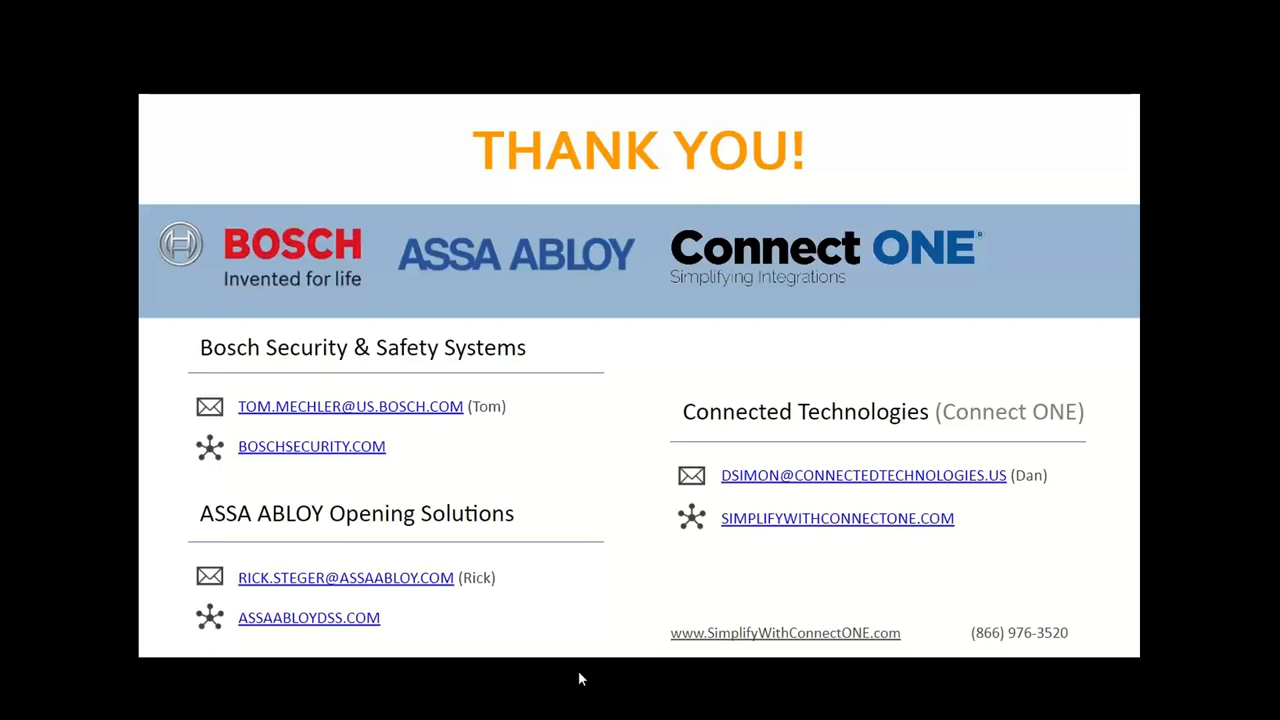 THANK YOU!
BOSCH
Invented for life
ASSA ABLOY
Connect ONE®
Simplifying Integrations
Bosch Security & Safety Systems
TOM.MECHLER@US.BOSCH.COM (Tom)
BOSCHSECURITY.COM
ASSA ABLOY Opening Solutions
RICK.STEGER@ASSAABLOY.COM (Rick)
ASSAABLOYDSS.COM
Connected Technologies (Connect ONE)
DSIMON@CONNECTEDTECHNOLOGIES.US (Dan)
SIMPLIFYWITHCONNECTONE.COM
www.SimplifyWithConnectONE.com (866) 976-3520